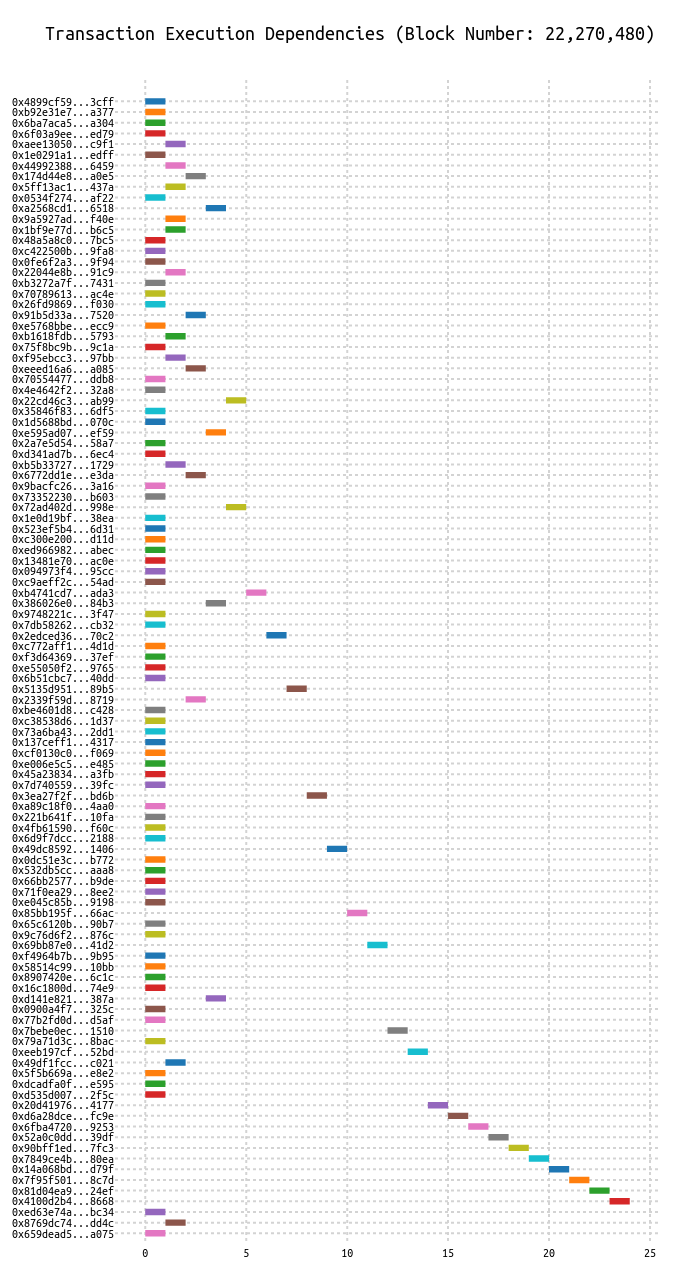 Transaction Execution Dependencies (Block Number: 22,270,480)
0x4899cf59...3cff
0xb92e31e7...a377
0x6ba7aca5...a304
0x6f03a9ee...ed79
0xaee13050...c9f1
0x1e0291a1...edff
0x44992388...6459
0x174d44e8...a0e5
0x5ff13ac1...437a
0x0534f274...af22
0xa2568cd1...6518
0x9a5927ad...f40e
0x1bf9e77d...b6c5
0x48a5a8c0...7bc5
0xc422500b...9fa8
0x0fe6f2a3...9f94
0x22044e8b...91c9
0xb3272a7f...7431
0x70789613...ac4e
0x26fd9869...f030
0x91b5d33a...7520
0xe5768bbe...ecc9
0xb1618fdb...5793
0x75f8bc9b...9c1a
0xf95ebcc3...97bb
0xeeed16a6...a085
0x70554477...ddb8
0x4e4642f2...32a8
0x22cd46c3...ab99
0x35846f83...6df5
0x1d5688bd...070c
0xe595ad07...ef59
0x2a7e5d54...58a7
0xd341ad7b...6ec4
0xb5b33727...1729
0x6772dd1e...e3da
0x9bacfc26...3a16
0x73352230...b603
0x72ad402d...998e
0x1e0d19bf...38ea
0x523ef5b4...6d31
0xc300e200...d11d
0xed966982...abec
0x13481e70...ac0e
0x094973f4...95cc
0xc9aeff2c...54ad
0xb4741cd7...ada3
0x386026e0...84b3
0x9748221c...3f47
0x7db58262...cb32
0x2edced36...70c2
0xc772aff1...4d1d
0xf3d64369...37ef
0xe55050f2...9765
0x6b51cbc7...40dd
0x5135d951...89b5
0x2339f59d...8719
0xbe4601d8...c428
0xc38538d6...1d37
0x73a6ba43...2dd1
0x137ceff1...4317
0xcf0130c0...f069
0xe006e5c5...e485
0x45a23834...a3fb
0x7d740559...39fc
0x3ea27f2f...bd6b
0xa89c18f0...4aa0
0x221b641f...10fa
0x4fb61590...f60c
0x6d9f7dcc...2188
0x49dc8592...1406
0x0dc51e3c...b772
0x532db5cc...aaa8
0x66bb2577...b9de
0x71f0ea29...8ee2
0xe045c85b...9198
0x85bb195f...66ac
0x65c6120b...90b7
0x9c76d6f2...876c
0x69bb87e0...41d2
0xf4964b7b...9b95
0x58514c99...10bb
0x8907420e...6c1c
0x16c1800d...74e9
0xd141e821...387a
0x0900a4f7...325c
0x77b2fd0d...d5af
0x7bebe0ec...1510
0x79a71d3c...8bac
0xeeb197cf...52bd
0x49df1fcc...c021
0x5f5b669a...e8e2
0xdcadfa0f...e595
0xd535d007...2f5c
0x20d41976...4177
0xd6a28dce...fc9e
0x6fba4720...9253
0x52a0c0dd...39df
0x90bff1ed...7fc3
0x7849ce4b...80ea
0x14a068bd...d79f
0x7f95f501...8c7d
0x81d04ea9...24ef
0x4100d2b4...8668
0xed63e74a...bc34
0x8769dc74...dd4c
0x659dead5...a075
0 5 10 15 20 25